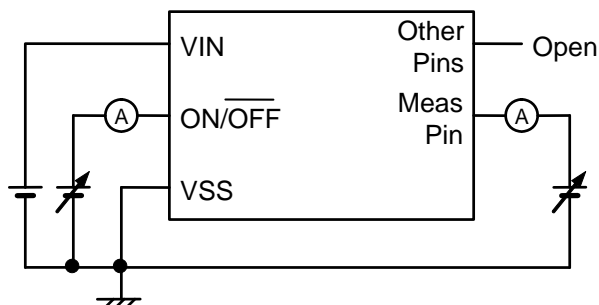 VIN
Other
Pins
Open
A
ON/OFF
Meas
Pin
A
VSS